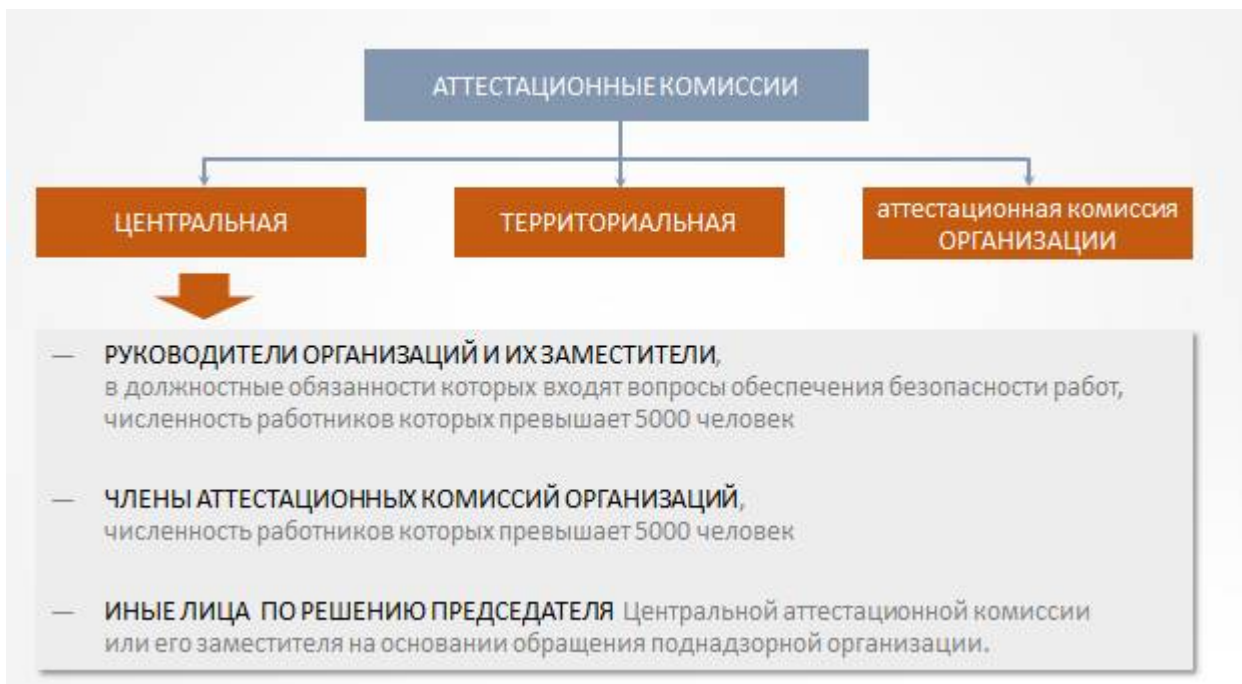 АТТЕСТАЦИОННЫЕ КОМИССИИ
ЦЕНТРАЛЬНАЯ
ТЕРРИТОРИАЛЬНАЯ
аттестационная комиссия
ОРГАНИЗАЦИИ
— РУКОВОДИТЕЛИ ОРГАНИЗАЦИЙ И ИХ ЗАМЕСТИТЕЛИ,
в должностные обязанности которых входят вопросы обеспечения безопасности работ,
численность работников которых превышает 5000 человек
— ЧЛЕНЫ АТТЕСТАЦИОННЫХ КОМИССИЙ ОРГАНИЗАЦИЙ,
численность работников которых превышает 5000 человек
— ИНЫЕ ЛИЦА ПО РЕШЕНИЮ ПРЕДСЕДАТЕЛЯ Центральной аттестационной комиссии
или его заместителя на основании обращения поднадзорной организации.